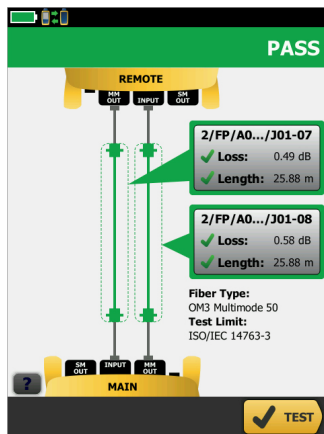 PASS
REMOTE
MM OUT
INPUT
SM OUT
2/FP/A0.../J01-07
Loss: 0.49 dB
Length: 25.88 m
2/FP/A0.../J01-08
Loss: 0.58 dB
Length: 25.88 m
Fiber Type:
OM3 Multimode 50
Test Limit:
ISO/IEC 14763-3
SM OUT
INPUT
MM OUT
MAIN
?
TEST